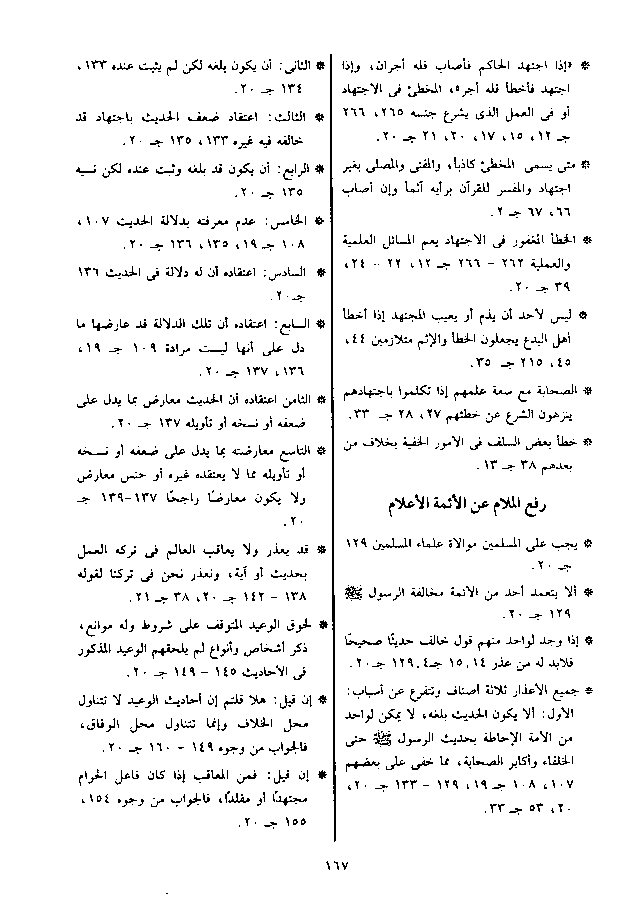 * «إذا اجتهد الحاكم فأصاب فله أجران، وإذا
اجتهد فأخطأ فله أجر»، المخطئ فى الاجتهاد
أو فى العمل الذى يشرع جنسه ٢٦٥، ٢٦٦
جـ ١٢، ١٥، ١٧، ٢٠، ٢١ جـ ٢٠.
* متى يسمى المخطئ كاذباً، والمفتى والمصلى بغير
اجتهاد والمفسر للقرآن برأيه آثماً وإن أصاب
٦٦، ٦٧ جـ ٢.
* الخطأ المغفور فى الاجتهاد يعم المسائل العلمية
والعملية ٢٦٢ - ٢٦٦ جـ ١٢، ٢٢ - ٢٤،
٣٩ جـ ٢٠.
* ليس لأحد أن يذم أو يعيب المجتهد إذا أخطأ
أهل البدع يجعلون الخطأ والإثم متلازمين ٤٤،
٤٥، ٢١٥ جـ ٣٥.
* الصحابة مع سعة علمهم إذا تكلموا باجتهادهم
ينزهون الشرع عن خطئهم ٢٧، ٢٨ جـ ٣٣.
* خطأ بعض السلف فى الأمور الخفية بخلاف من
بعدهم ٣٨ جـ ١٣.
رفع الملام عن الأئمة الأعلام
* يجب على المسلمين موالاة علماء المسلمين ١٢٩
جـ ٢٠.
* ألا يتعمد أحد من الأئمة مخالفة الرسول ﷺ
١٢٩ جـ ٢٠.
* إذا وجد لواحد منهم قول خالف حديثًا صحيحًا
فلابد له من عذر ١٤، ١٥ جـ٤، ١٢٩ جـ ٢٠.
* جميع الأعذار ثلاثة أصناف وتتفرع عن أسباب:
الأول: ألا يكون الحديث بلغه، لا يمكن لواحد
من الأمة الإحاطة بحديث الرسول ﷺ حتى
الخلفاء وأكابر الصحابة، مما خفى على بعضهم
١٠٧، ١٠٨ جـ ١٩، ١٢٩ - ١٣٣ جـ ٢٠،
٢٠، ٥٣ جـ ٣٣.
* الثانى: أن يكون بلغه لكن لم يثبت عنده ١٣٣،
١٣٤ جـ ٢٠.
* الثالث: اعتقاد ضعف الحديث باجتهاد قد
خالفه فيه غيره ١٣٣، ١٣٥ جـ ٢٠.
* الرابع: أن يكون قد بلغه وثبت عنده لكن نسيه
١٣٥ جـ ٢٠.
* الخامس: عدم معرفته بدلالة الحديث ١٠٧،
١٠٨ جـ ١٩، ١٣٥، ١٣٦ جـ ٢٠.
* السادس: اعتقاده أن له دلالة فى الحديث ١٣٦
جـ٢٠.
* السابع: اعتقاده أن تلك الدلالة قد عارضها ما
دل على أنها ليست مرادة ١٠٩ جـ ١٩،
١٣٦، ١٣٧ جـ ٢٠.
* الثامن اعتقاده أن الحديث معارض بما يدل على
ضعفه أو نسخه أو تأويله ١٣٧ جـ ٢٠.
* التاسع معارضته بما يدل على ضعفه أو نسخه
أو تأويله مما لا يعتقده غيره أو جنس معارض
ولا يكون معارضًا راجحًا ١٣٧-١٣٩ جـ
٢٠.
* قد يعذر ولا يعاقب العالم فى تركه العمل
بحديث أو آية، ونعذر نحن فى تركنا لقوله
١٣٨ - ١٤٢ جـ ٢٠، ٣٨ جـ ٢١.
* لحوق الوعيد المتوقف على شروط وله موانع،
ذكر أشخاص وأنواع لم يلحقهم الوعيد المذكور
فى الأحاديث ١٤٥ - ١٤٩ جـ ٢٠.
* إن قيل: هلا قلتم إن أحاديث الوعيد لا تتناول
محل الخلاف وإنما تتناول محل الوفاق،
فالجواب من وجوه ١٤٩ - ١٦٠ جـ ٢٠.
* إن قيل: فمن المعاقب إذا كان فاعل الحرام
مجتهدًا أو مقلدًا، فالجواب من وجوه ١٥٤،
١٥٥ جـ ٢٠.
١٦٧